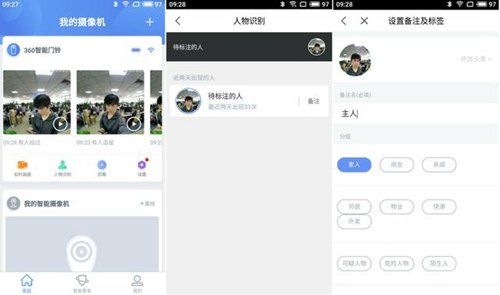 09:27
97
我的摄像机
360智能门铃
09:24 有人经过
09:23 有人逗留
09:2
实时画面
人物识别
回看
设置
我的智能摄像机
离线
家庭
智能看家
我的
09:28
97
人物识别
待标注的人
近两天出现的人
待标注的人
最近两天出现33次
备注
09:28
97
设置备注及标签
修改头像 >
备注名(必填)
主人
分组
家人
朋友
亲戚
邻居
物业
快递
外卖
可疑人物
危险人物
陌生人